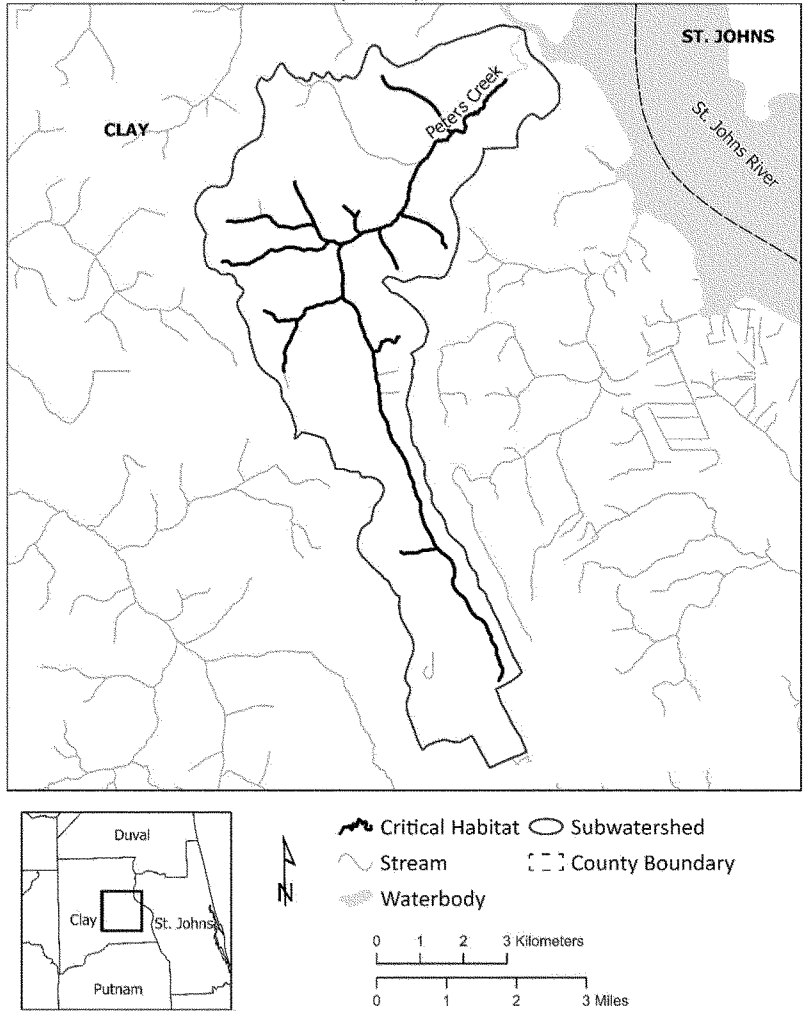 ST. JOHNS
CLAY
Peters Creek
St. Johns River
Duval
Clay
St. Johns
Putnam
N
Critical Habitat
Subwatershed
Stream
County Boundary
Waterbody
0 1 2 3 Kilometers
0 1 2 3 Miles